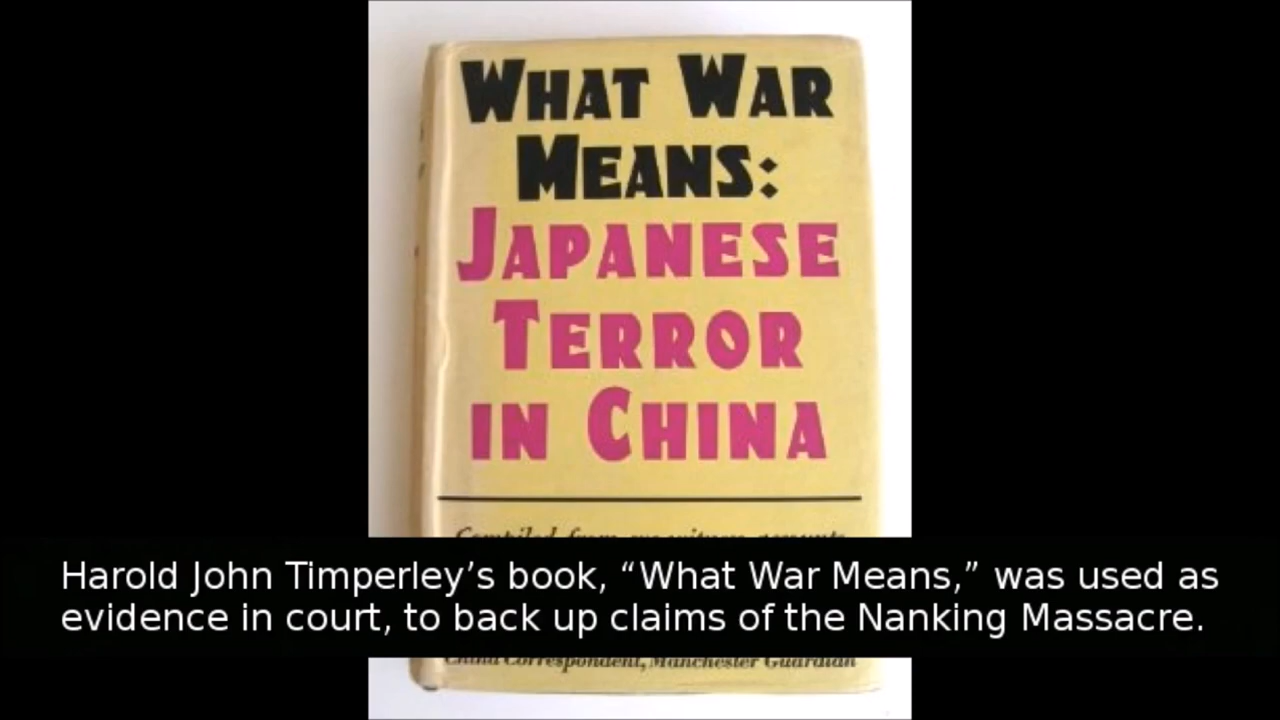 WHAT WAR
MEANS:
JAPANESE
TERROR
IN CHINA
Harold John Timperley’s book, “What War Means,” was used as
evidence in court, to back up claims of the Nanking Massacre.
China Correspondent, Manchester Guardian